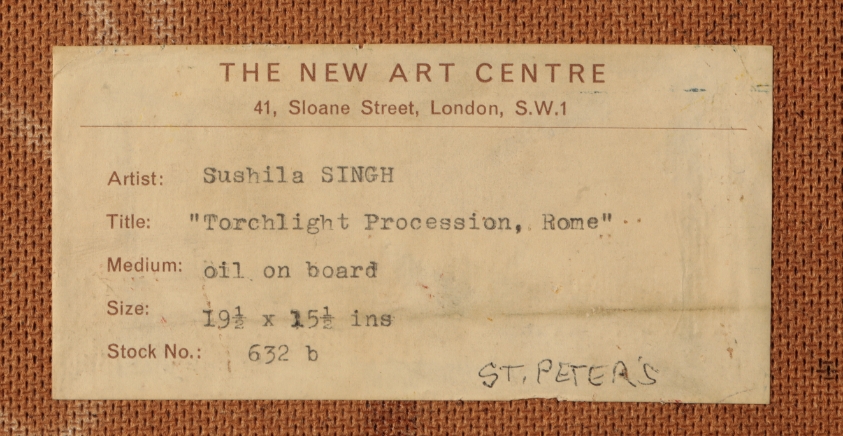 THE NEW ART CENTRE
41, Sloane Street, London, S.W.1
Artist: Sushila SINGH
Title: "Torchlight Procession, Rome"
Medium: oil on board
Size: 19½ x 15½ ins
Stock No.: 632 b
ST. PETER'S